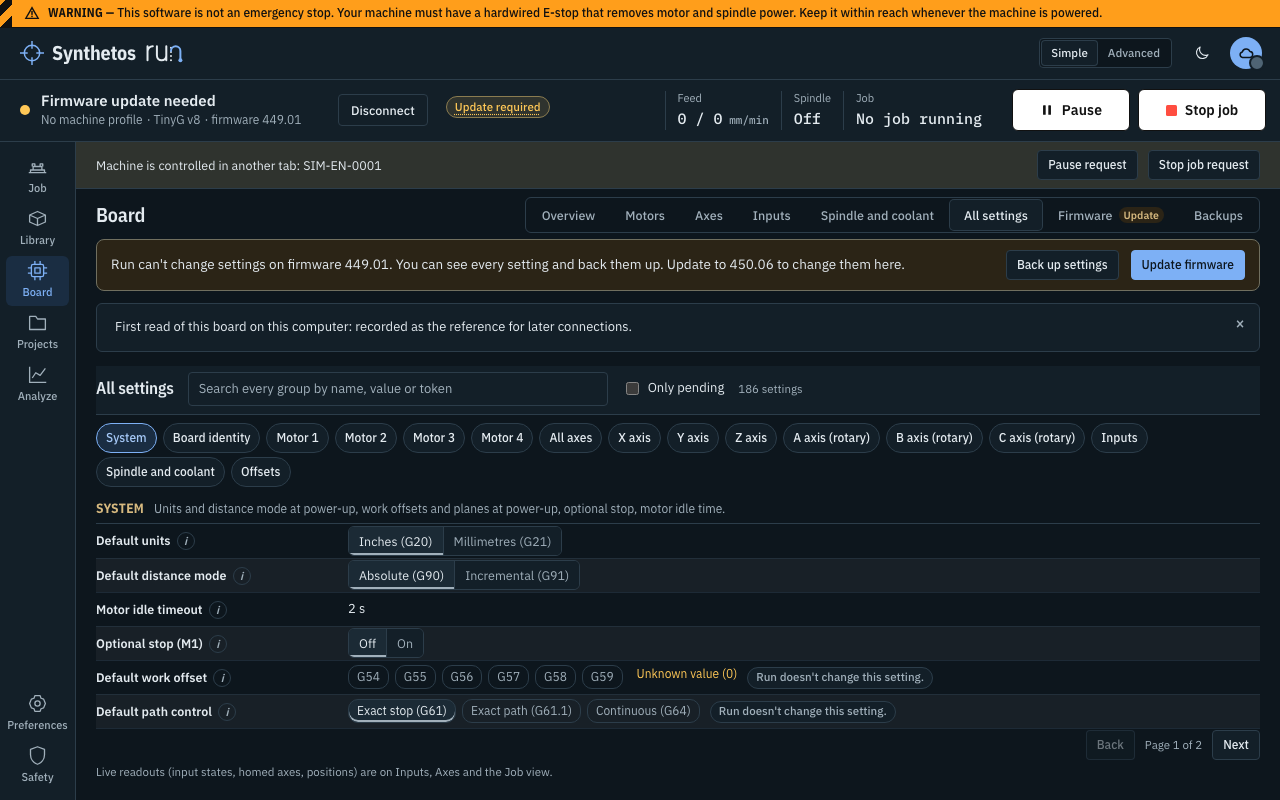 WARNING — This software is not an emergency stop. Your machine must have a hardwired E-stop that removes motor and spindle power. Keep it within reach whenever the machine is powered.
Synthetos run
Simple
Advanced
Firmware update needed
No machine profile · TinyG v8 · firmware 449.01
Disconnect
Update required
Feed
0 / 0 mm/min
Spindle
Off
Job
No job running
Pause
Stop job
Job
Library
Board
Projects
Analyze
Preferences
Safety
Machine is controlled in another tab: SIM-EN-0001
Pause request
Stop job request
Board
Overview
Motors
Axes
Inputs
Spindle and coolant
All settings
Firmware Update
Backups
Run can't change settings on firmware 449.01. You can see every setting and back them up. Update to 450.06 to change them here.
Back up settings
Update firmware
First read of this board on this computer: recorded as the reference for later connections.
×
All settings
Search every group by name, value or token
Only pending
186 settings
System
Board identity
Motor 1
Motor 2
Motor 3
Motor 4
All axes
X axis
Y axis
Z axis
A axis (rotary)
B axis (rotary)
C axis (rotary)
Inputs
Spindle and coolant
Offsets
SYSTEM Units and distance mode at power-up, work offsets and planes at power-up, optional stop, motor idle time.
Default units i
Inches (G20)
Millimetres (G21)
Default distance mode i
Absolute (G90)
Incremental (G91)
Motor idle timeout i
2 s
Optional stop (M1) i
Off
On
Default work offset i
G54
G55
G56
G57
G58
G59
Unknown value (0)
Run doesn't change this setting.
Default path control i
Exact stop (G61)
Exact path (G61.1)
Continuous (G64)
Run doesn't change this setting.
Back
Page 1 of 2
Next
Live readouts (input states, homed axes, positions) are on Inputs, Axes and the Job view.